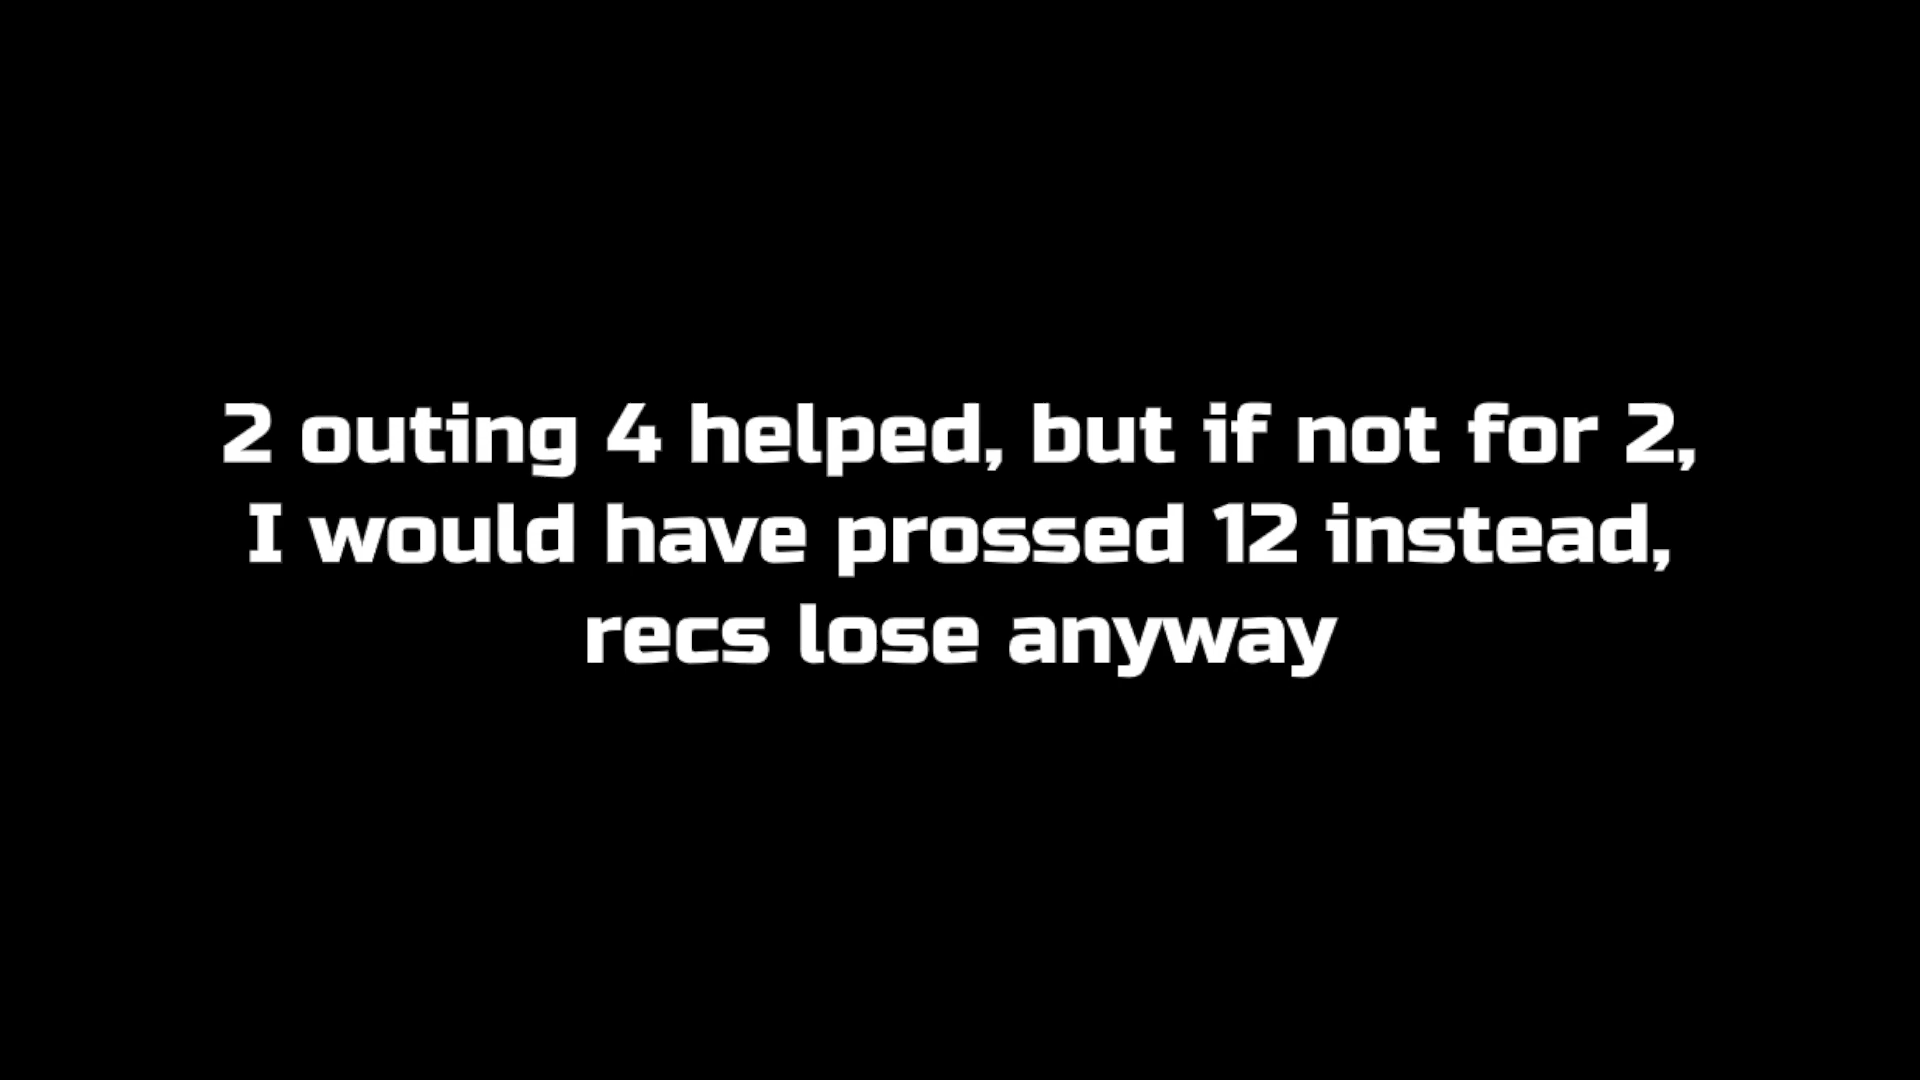 2 outing 4 helped, but if not for 2,
I would have prossed 12 instead,
recs lose anyway